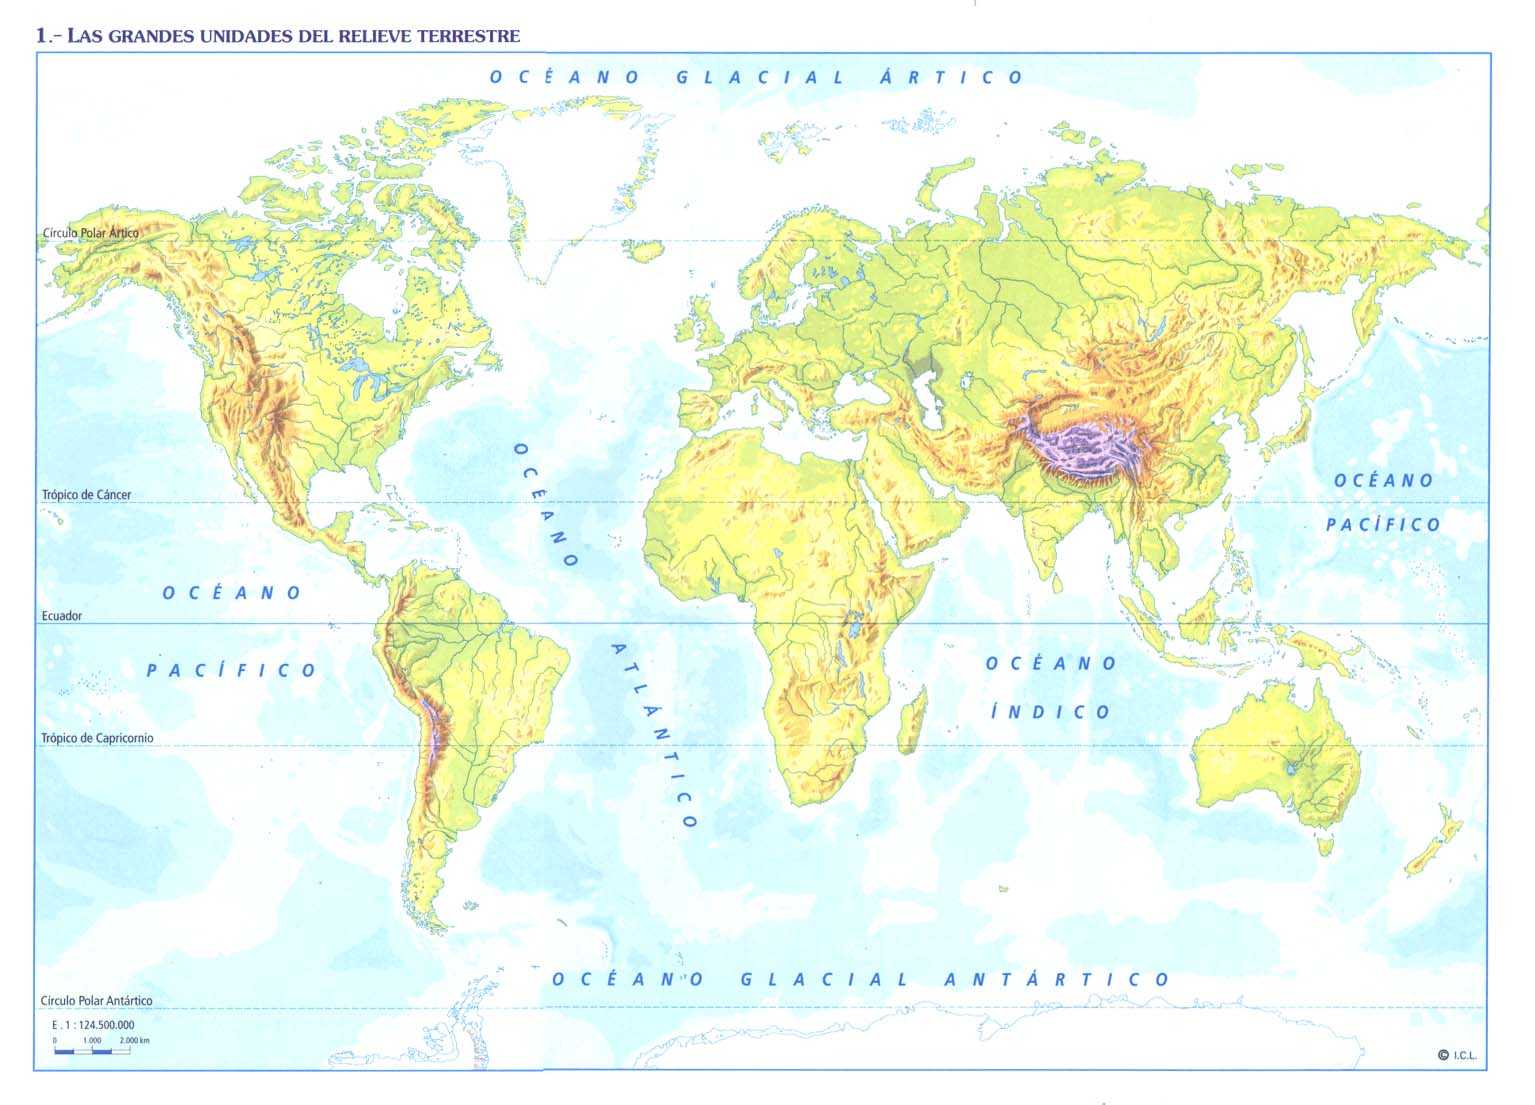 1.- LAS GRANDES UNIDADES DEL RELIEVE TERRESTRE
OCÉANO GLACIAL ÁRTICO
Círculo Polar Ártico
OCÉANO
ATLÁNTICO
Trópico de Cáncer
OCÉANO
PACÍFICO
OCÉANO
PACÍFICO
Ecuador
OCÉANO
ÍNDICO
Trópico de Capricornio
OCÉANO GLACIAL ANTÁRTICO
Círculo Polar Antártico
E. 1 : 124.500.000
0 1.000 2.000 km
© I.C.L.